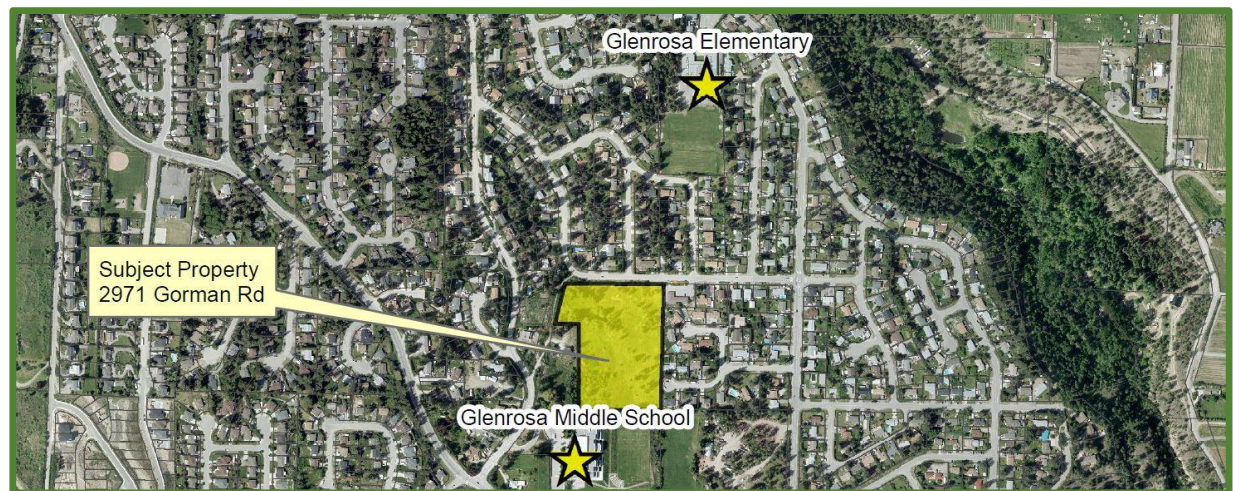 Glenrosa Elementary
Subject Property
2971 Gorman Rd
Glenrosa Middle School